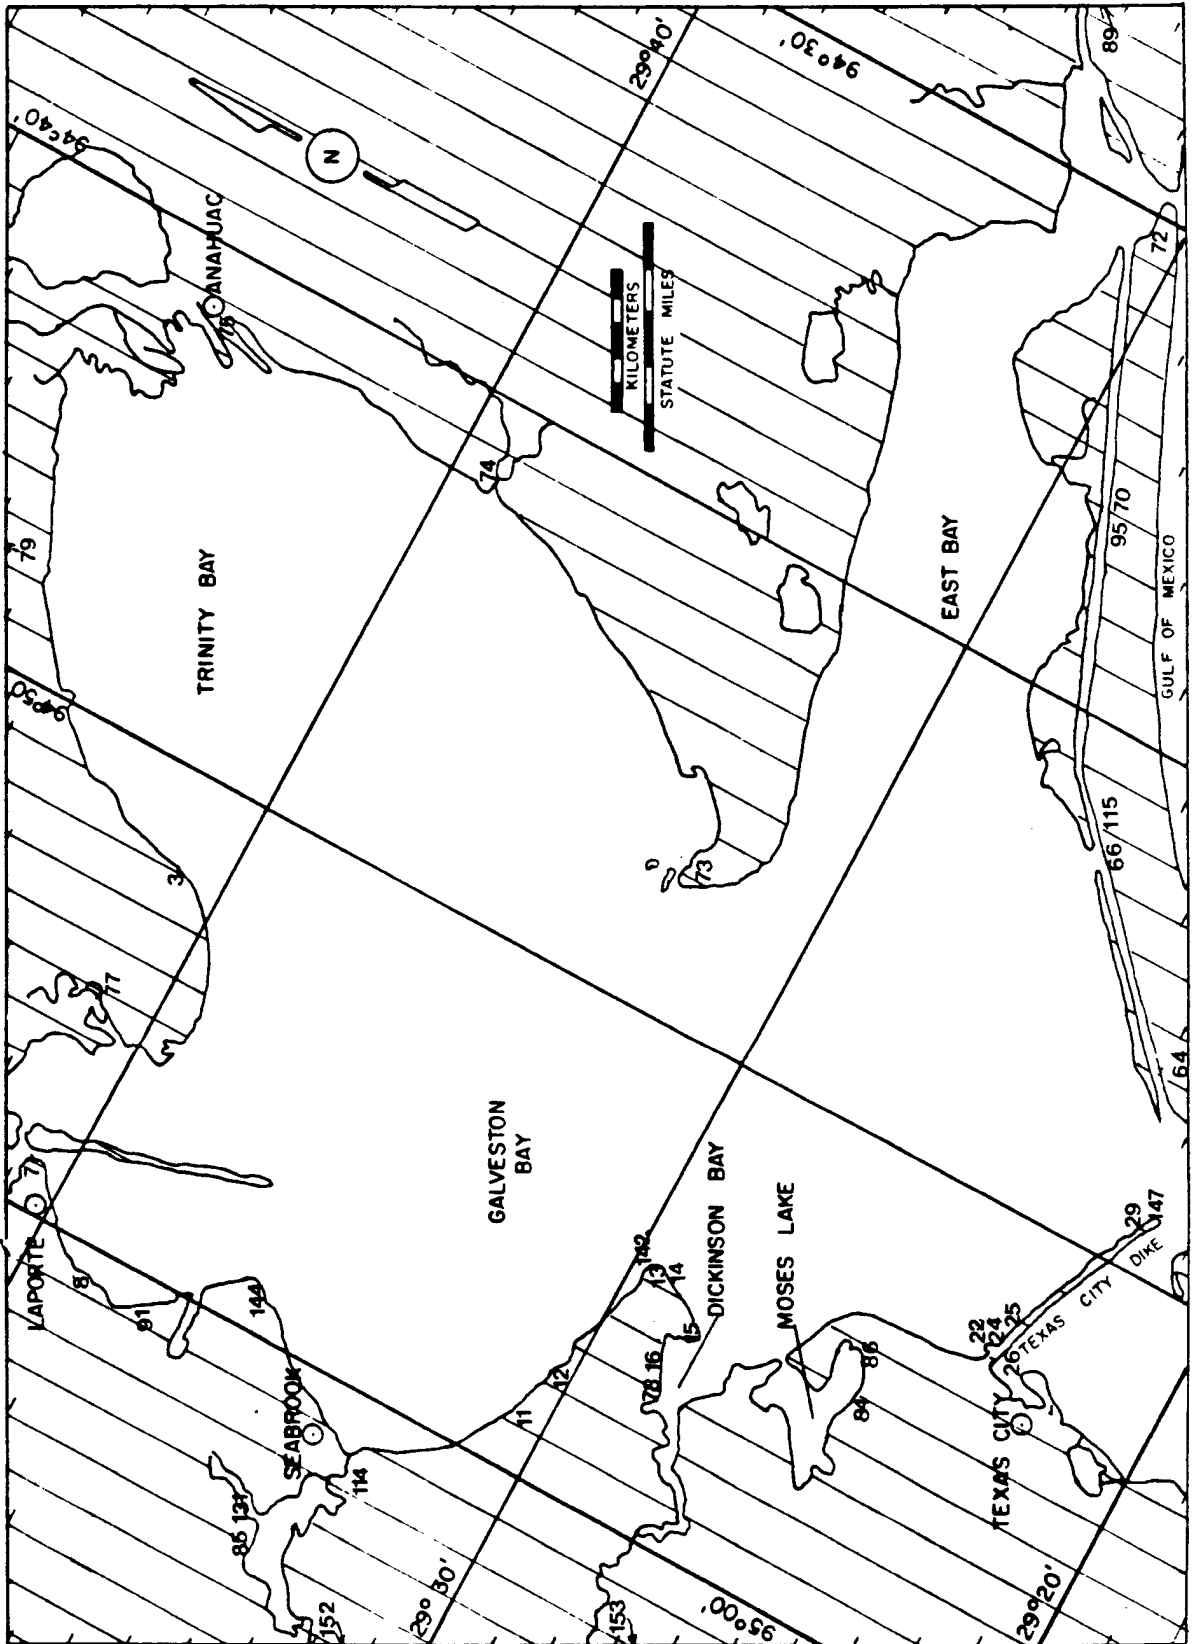 94°40'
N
29°40'
94°30'
89
ANAHUAC
75
KILOMETERS
STATUTE MILES
72
74
79
TRINITY BAY
EAST BAY
95 70
GULF OF MEXICO
94°50'
3
73
66 115
77
64
7
LAPORTE
8
91
144
GALVESTON
BAY
142
13
14
15
DICKINSON BAY
MOSES LAKE
29
147
TEXAS CITY DIKE
22
24
25
26
SEABROOK
12
11
78 16
86
84
TEXAS CITY
114
85 131
152
29° 30'
153
95°00'
29°20'